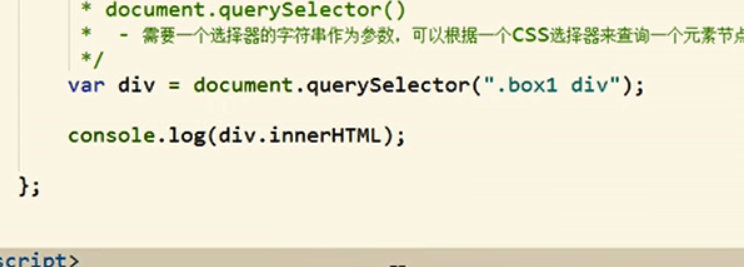 * document.querySelector()
* - 需要一个选择器的字符串作为参数，可以根据一个CSS选择器来查询一个元素节点
*/
var div = document.querySelector(".box1 div");
console.log(div.innerHTML);
};
script>